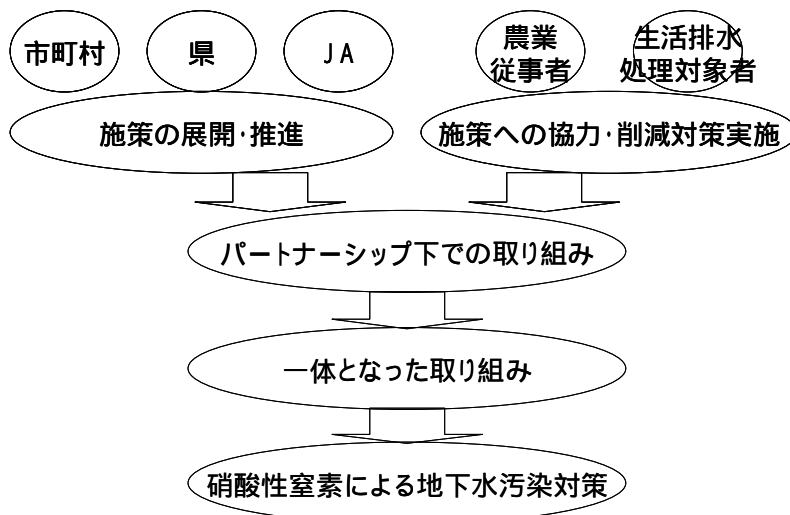 市町村
県
JA
農業
従事者
生活排水
処理対象者
施策の展開・推進
施策への協力・削減対策実施
パートナーシップ下での取り組み
一体となった取り組み
硝酸性窒素による地下水汚染対策